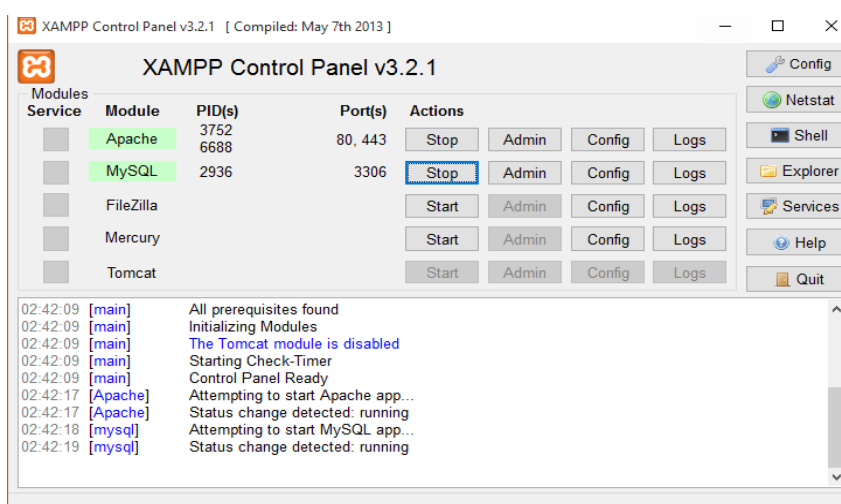 XAMPP Control Panel v3.2.1 [ Compiled: May 7th 2013 ]
XAMPP Control Panel v3.2.1
Config
Modules
Service Module PID(s) Port(s) Actions
Netstat
Apache 3752 6688 80, 443 Stop Admin Config Logs
Shell
MySQL 2936 3306 Stop Admin Config Logs
Explorer
FileZilla Start Admin Config Logs
Services
Mercury Start Admin Config Logs
Help
Tomcat Start Admin Config Logs
Quit
02:42:09 [main] All prerequisites found
02:42:09 [main] Initializing Modules
02:42:09 [main] The Tomcat module is disabled
02:42:09 [main] Starting Check-Timer
02:42:09 [main] Control Panel Ready
02:42:17 [Apache] Attempting to start Apache app...
02:42:17 [Apache] Status change detected: running
02:42:18 [mysql] Attempting to start MySQL app...
02:42:19 [mysql] Status change detected: running